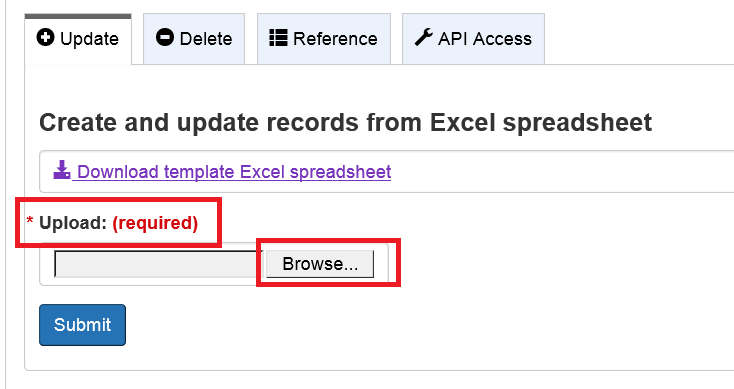 Update Delete Reference API Access
Create and update records from Excel spreadsheet
Download template Excel spreadsheet
* Upload: (required)
Browse...
Submit